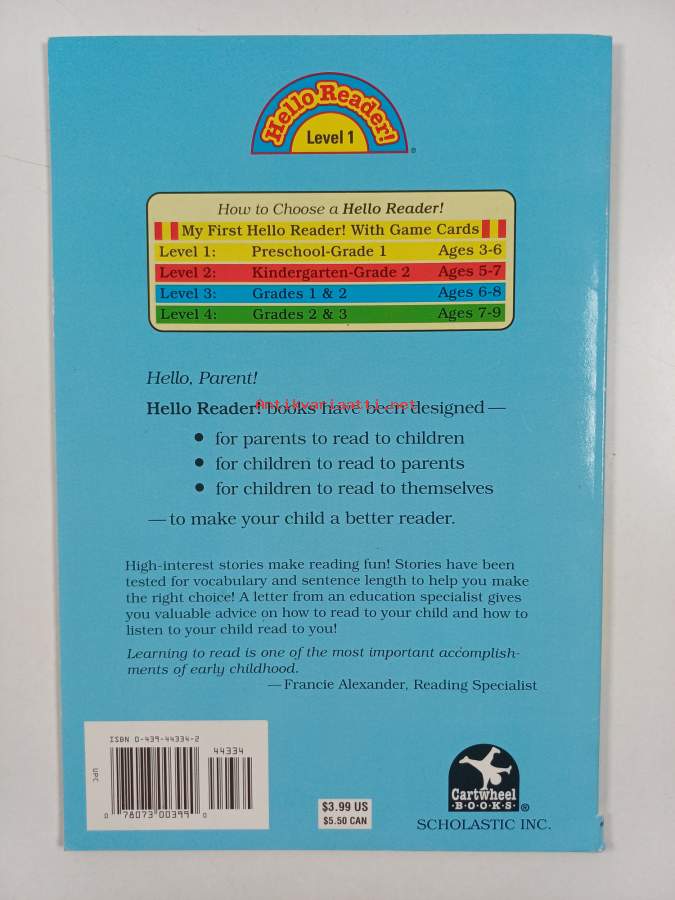 Hello Reader!
Level 1
®
How to Choose a Hello Reader!
My First Hello Reader! With Game Cards
Level 1: Preschool-Grade 1 Ages 3-6
Level 2: Kindergarten-Grade 2 Ages 5-7
Level 3: Grades 1 & 2 Ages 6-8
Level 4: Grades 2 & 3 Ages 7-9
Hello, Parent!
Antikvariaatti.net
Hello Reader! books have been designed —
• for parents to read to children
• for children to read to parents
• for children to read to themselves
— to make your child a better reader.
High-interest stories make reading fun! Stories have been
tested for vocabulary and sentence length to help you make
the right choice! A letter from an education specialist gives
you valuable advice on how to read to your child and how to
listen to your child read to you!
Learning to read is one of the most important accomplish-
ments of early childhood.
— Francie Alexander, Reading Specialist
ISBN 0-439-44334-2
44334
UPC
0 78073 00399 0
$3.99 US
$5.50 CAN
Cartwheel
·BOOKS· ®
SCHOLASTIC INC.